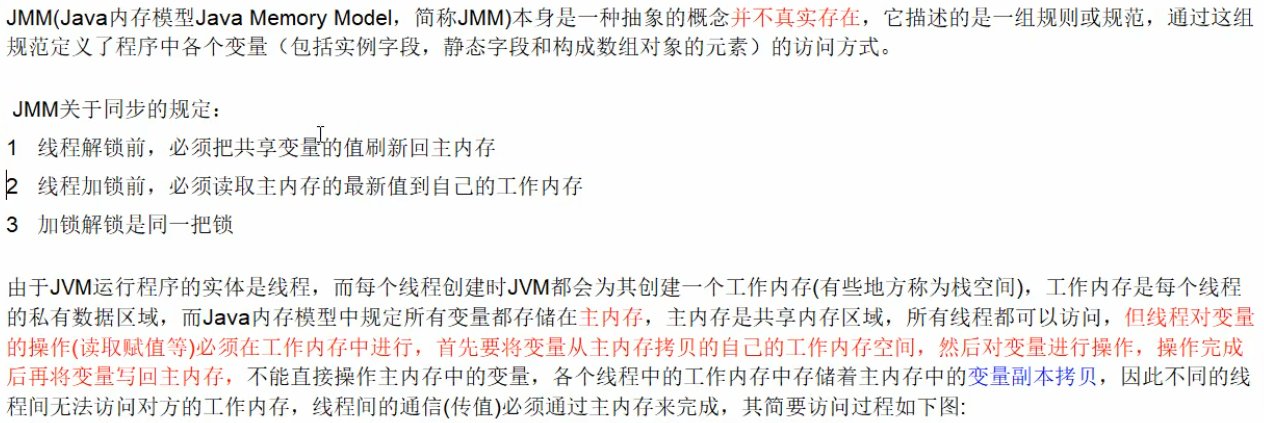 JMM(Java内存模型Java Memory Model，简称JMM)本身是一种抽象的概念并不真实存在，它描述的是一组规则或规范，通过这组
规范定义了程序中各个变量（包括实例字段，静态字段和构成数组对象的元素）的访问方式。
JMM关于同步的规定：
1 线程解锁前，必须把共享变量的值刷新回主内存
2 线程加锁前，必须读取主内存的最新值到自己的工作内存
3 加锁解锁是同一把锁
由于JVM运行程序的实体是线程，而每个线程创建时JVM都会为其创建一个工作内存(有些地方称为栈空间)，工作内存是每个线程
的私有数据区域，而Java内存模型中规定所有变量都存储在主内存，主内存是共享内存区域，所有线程都可以访问，但线程对变量
的操作(读取赋值等)必须在工作内存中进行，首先要将变量从主内存拷贝的自己的工作内存空间，然后对变量进行操作，操作完成
后再将变量写回主内存，不能直接操作主内存中的变量，各个线程中的工作内存中存储着主内存中的变量副本拷贝，因此不同的线
程间无法访问对方的工作内存，线程间的通信(传值)必须通过主内存来完成，其简要访问过程如下图: